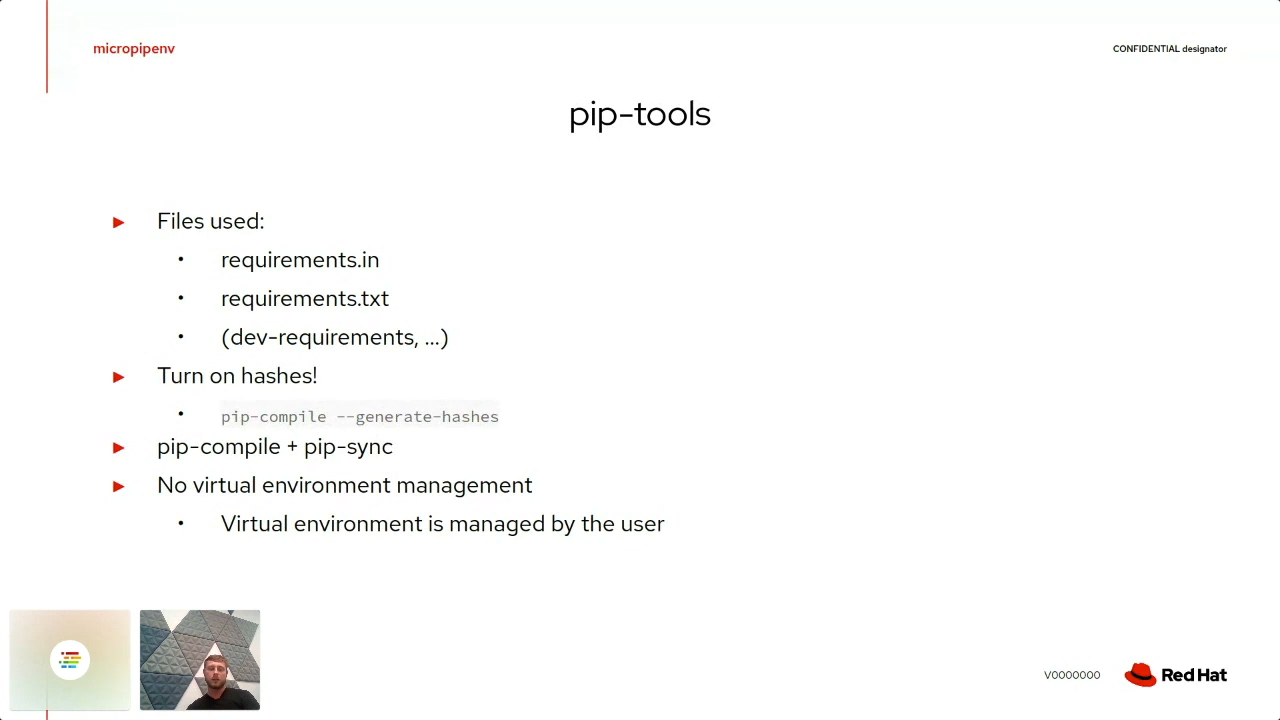 micropipenv
CONFIDENTIAL designator
pip-tools
► Files used:
• requirements.in
• requirements.txt
• (dev-requirements, ...)
► Turn on hashes!
• pip-compile --generate-hashes
► pip-compile + pip-sync
► No virtual environment management
• Virtual environment is managed by the user
V0000000
Red Hat